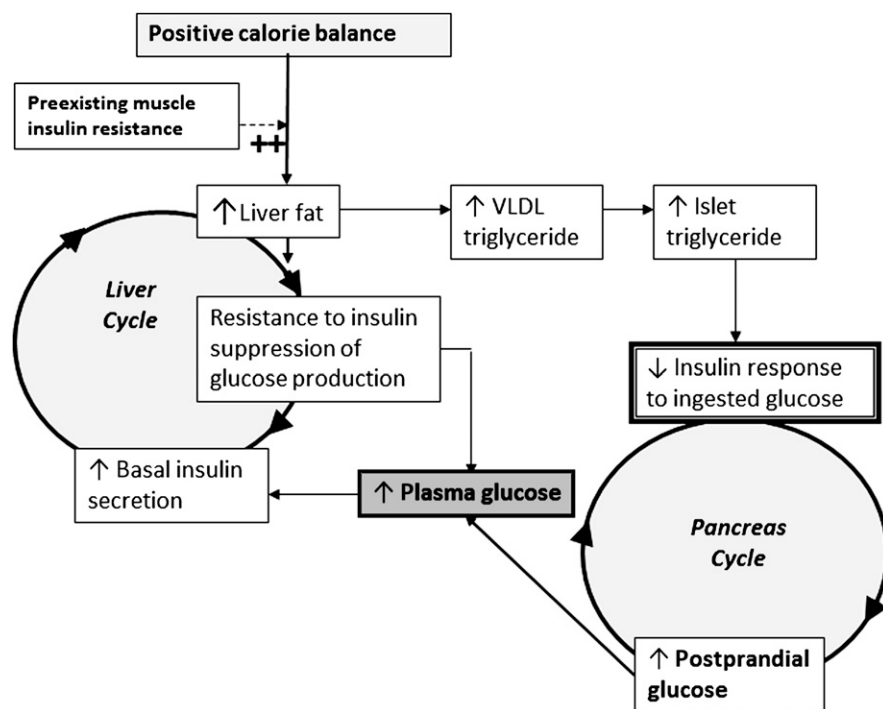 Positive calorie balance
Preexisting muscle
insulin resistance
++
↑ Liver fat
↑ VLDL
triglyceride
↑ Islet
triglyceride
Liver
Cycle
Resistance to insulin
suppression of
glucose production
↓ Insulin response
to ingested glucose
↑ Basal insulin
secretion
↑ Plasma glucose
Pancreas
Cycle
↑ Postprandial
glucose